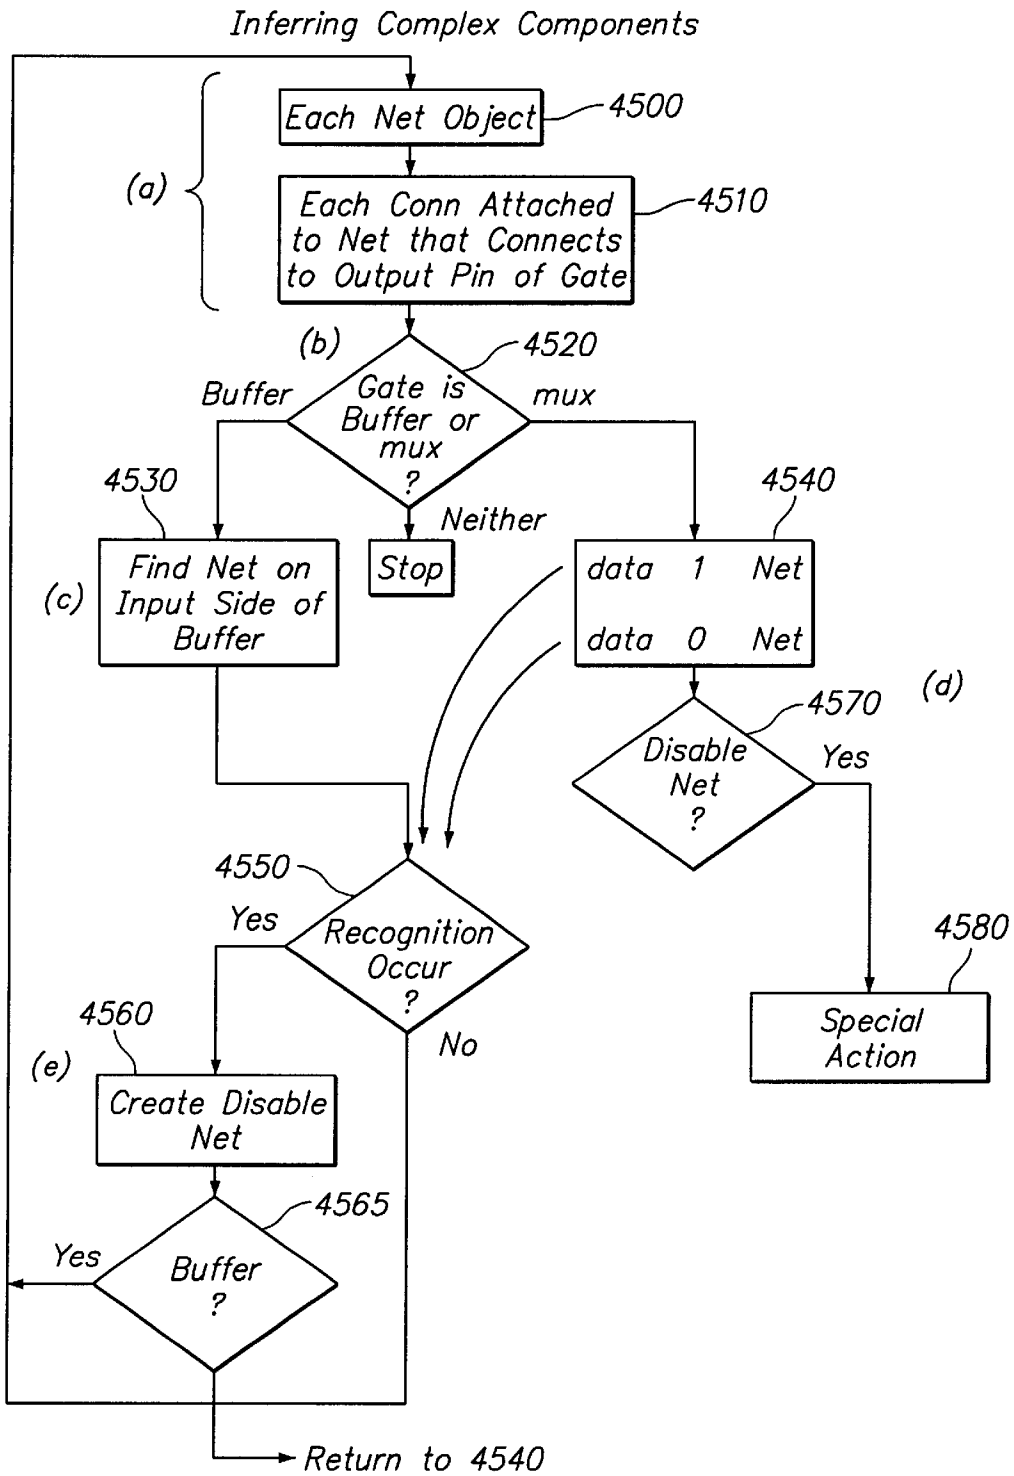 Inferring Complex Components
Each Net Object
4500
(a)
Each Conn Attached
to Net that Connects
to Output Pin of Gate
4510
(b)
4520
Buffer
Gate is
Buffer or
mux
?
mux
4530
Neither
4540
(c)
Find Net on
Input Side of
Buffer
Stop
data 1 Net
data 0 Net
(d)
4570
Disable
Net
?
Yes
4550
Yes
Recognition
Occur
?
No
4580
Special
Action
4560
(e)
Create Disable
Net
4565
Yes
Buffer
?
Return to 4540